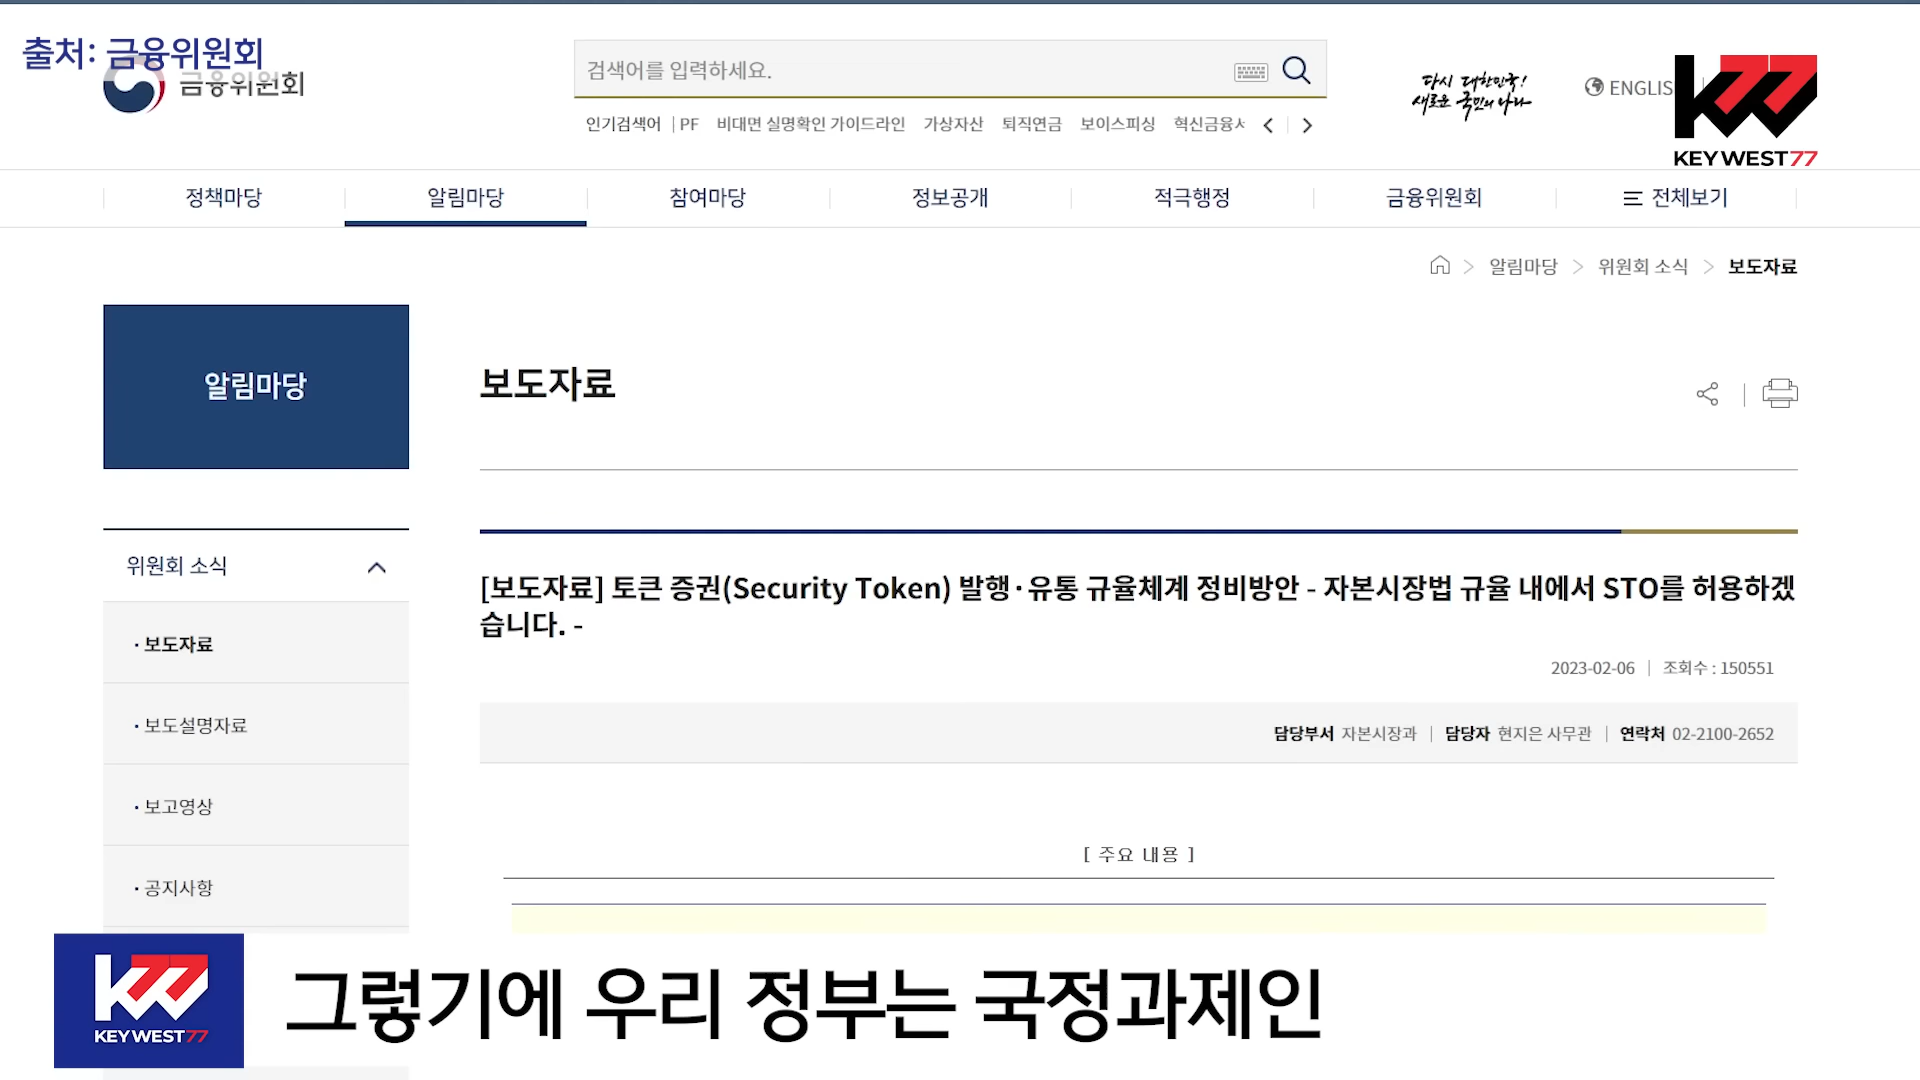 출처: 금융위원회
금융위원회
검색어를 입력하세요.
다시 대한민국!
새로운 국민의 나라
ENGLIS
KEY WEST 77
인기검색어 | PF 비대면 실명확인 가이드라인 가상자산 퇴직연금 보이스피싱 혁신금융서
정책마당 알림마당 참여마당 정보공개 적극행정 금융위원회 전체보기
알림마당 > 위원회 소식 > 보도자료
알림마당
보도자료
위원회 소식
· 보도자료
· 보도설명자료
· 보고영상
· 공지사항
[보도자료] 토큰 증권(Security Token) 발행·유통 규율체계 정비방안 - 자본시장법 규율 내에서 STO를 허용하겠
습니다. -
2023-02-06 | 조회수 : 150551
담당부서 자본시장과 | 담당자 현지은 사무관 | 연락처 02-2100-2652
[ 주요 내용 ]
KEY WEST 77
그렇기에 우리 정부는 국정과제인